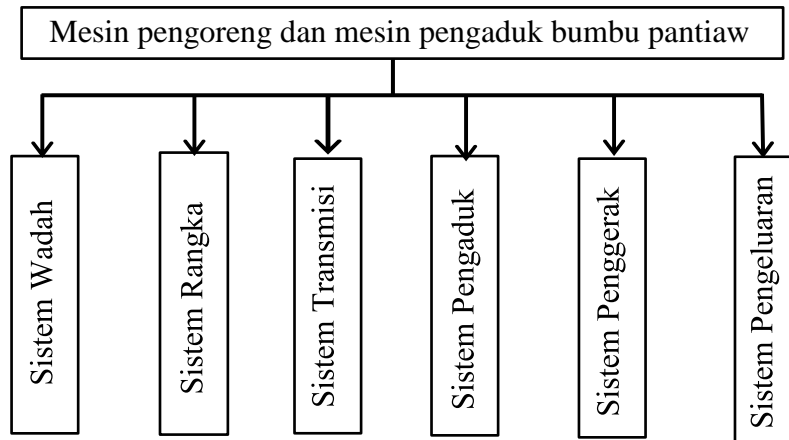 Mesin pengoreng dan mesin pengaduk bumbu pantiaw
Sistem Wadah
Sistem Rangka
Sistem Transmisi
Sistem Pengaduk
Sistem Penggerak
Sistem Pengeluaran